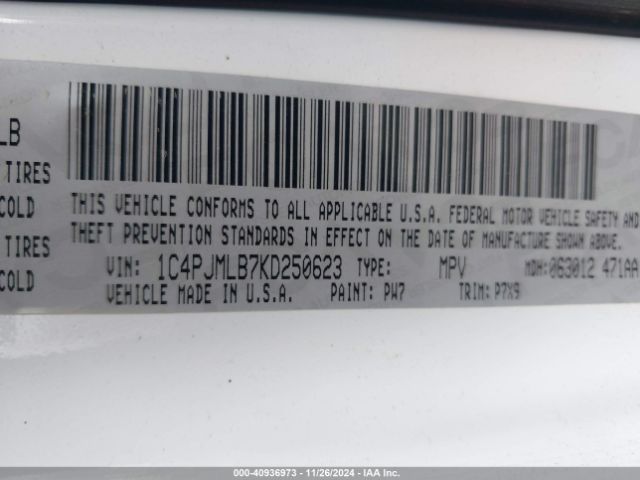 LB
TIRES
COLD
TIRES
COLD
THIS VEHICLE CONFORMS TO ALL APPLICABLE U.S.A. FEDERAL MOTOR VEHICLE SAFETY AND
THEFT PREVENTION STANDARDS IN EFFECT ON THE DATE OF MANUFACTURE SHOWN ABOVE.
VIN: 1C4PJMLB7KD250623 TYPE: MPV MDH: 063012 471AA
VEHICLE MADE IN U.S.A. PAINT: PW7 TRIM: P7X9
000-40936973 - 11/26/2024 - IAA Inc.